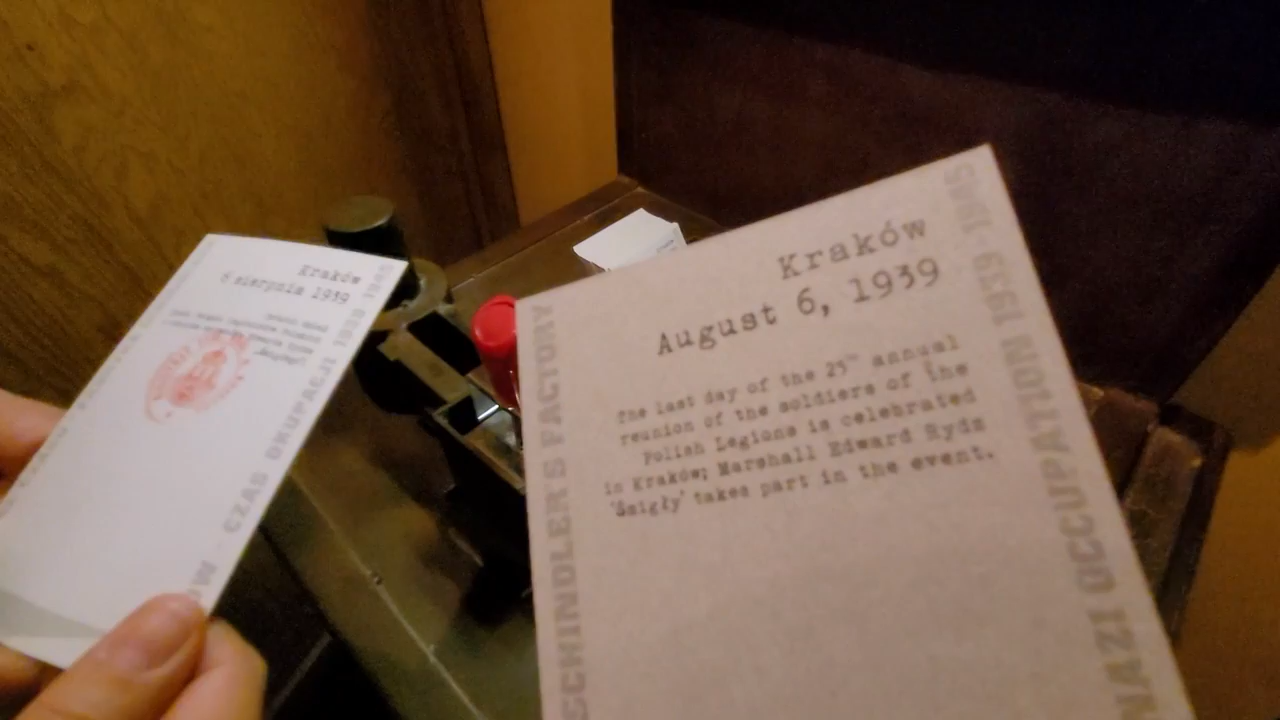 Kraków
6 sierpnia 1939
CZAS OKUPACJI 1939 1945
Kraków
August 6, 1939
The last day of the 25th annual
reunion of the soldiers of the
Polish Legions is celebrated
in Kraków; Marshall Edward Rydz
'Śmigły' takes part in the event.
SCHINDLER'S FACTORY
NAZI OCCUPATION 1939-1945